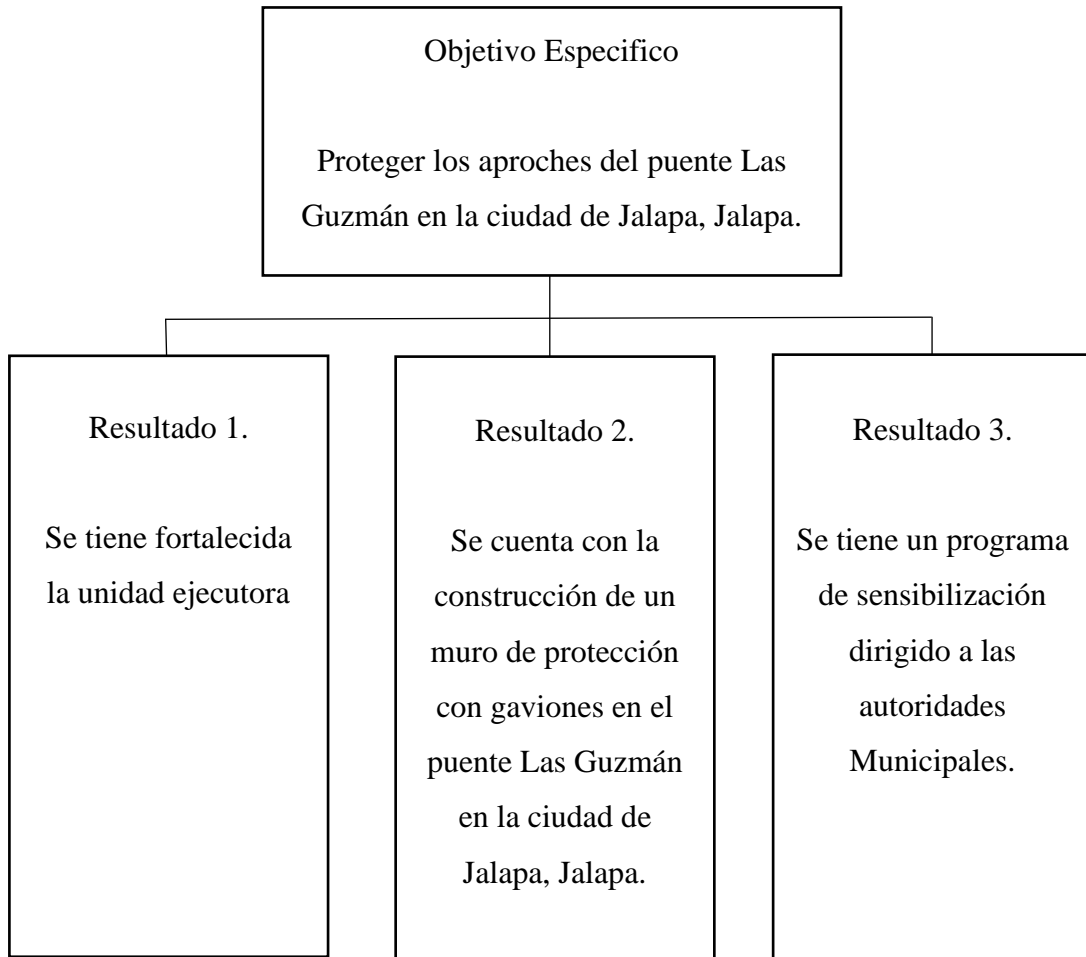 Objetivo Especifico
Proteger los aproches del puente Las
Guzmán en la ciudad de Jalapa, Jalapa.
Resultado 1.
Se tiene fortalecida
la unidad ejecutora
Resultado 2.
Se cuenta con la
construcción de un
muro de protección
con gaviones en el
puente Las Guzmán
en la ciudad de
Jalapa, Jalapa.
Resultado 3.
Se tiene un programa
de sensibilización
dirigido a las
autoridades
Municipales.